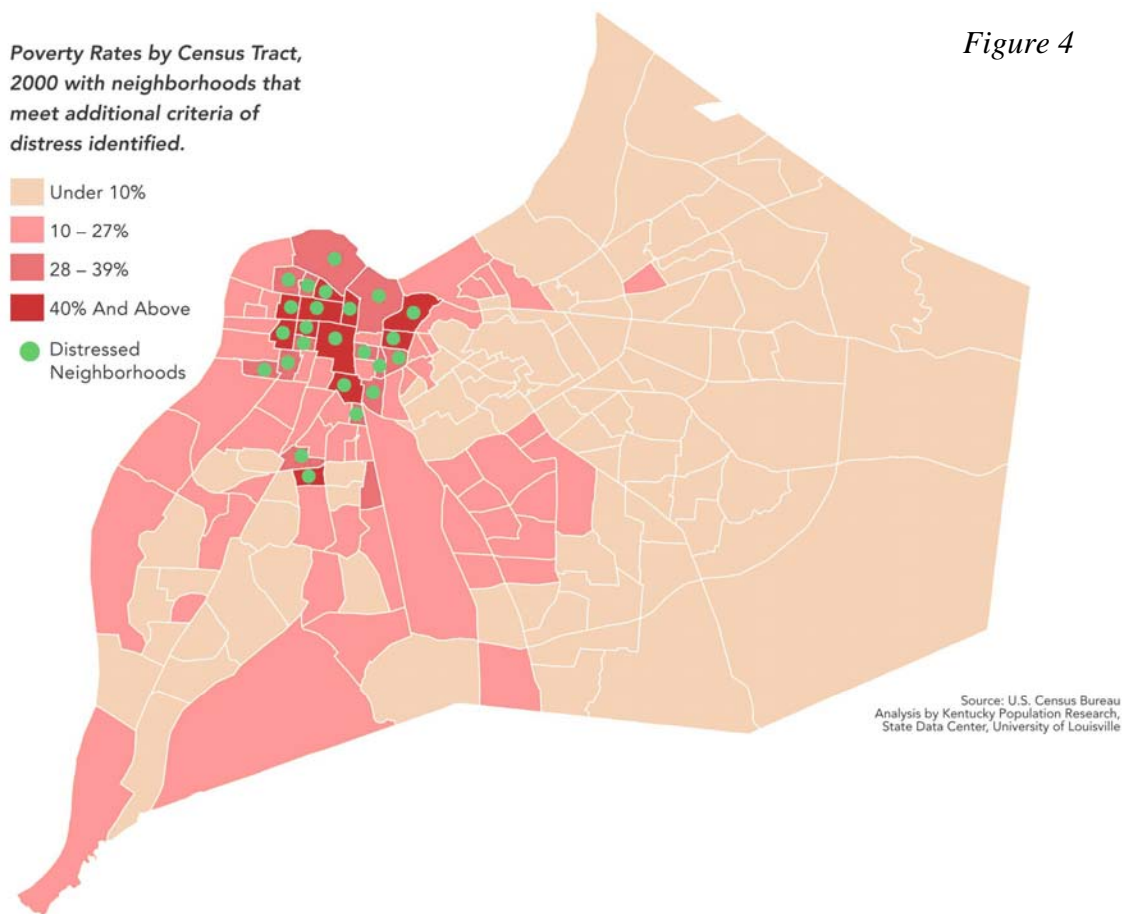 Figure 4
Poverty Rates by Census Tract,
2000 with neighborhoods that
meet additional criteria of
distress identified.
Under 10%
10 – 27%
28 – 39%
40% And Above
Distressed
Neighborhoods
Source: U.S. Census Bureau
Analysis by Kentucky Population Research,
State Data Center, University of Louisville